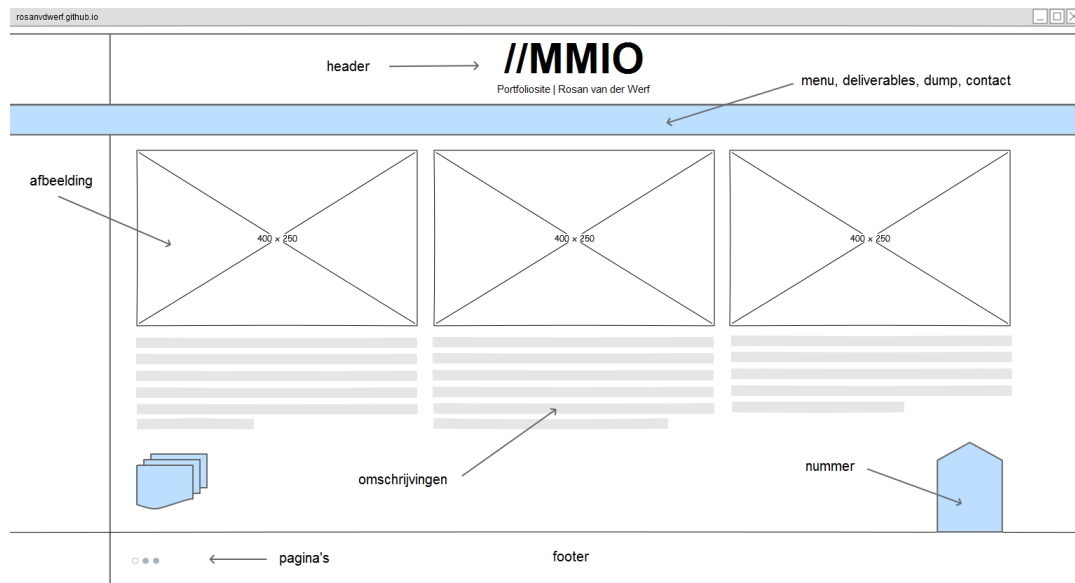 rosanvdwerf.github.io
//MMIO
header
menu, deliverables, dump, contact
Portfoliosite | Rosan van der Werf
afbeelding
400 x 250
400 x 250
400 x 250
omschrijvingen
nummer
pagina's
footer